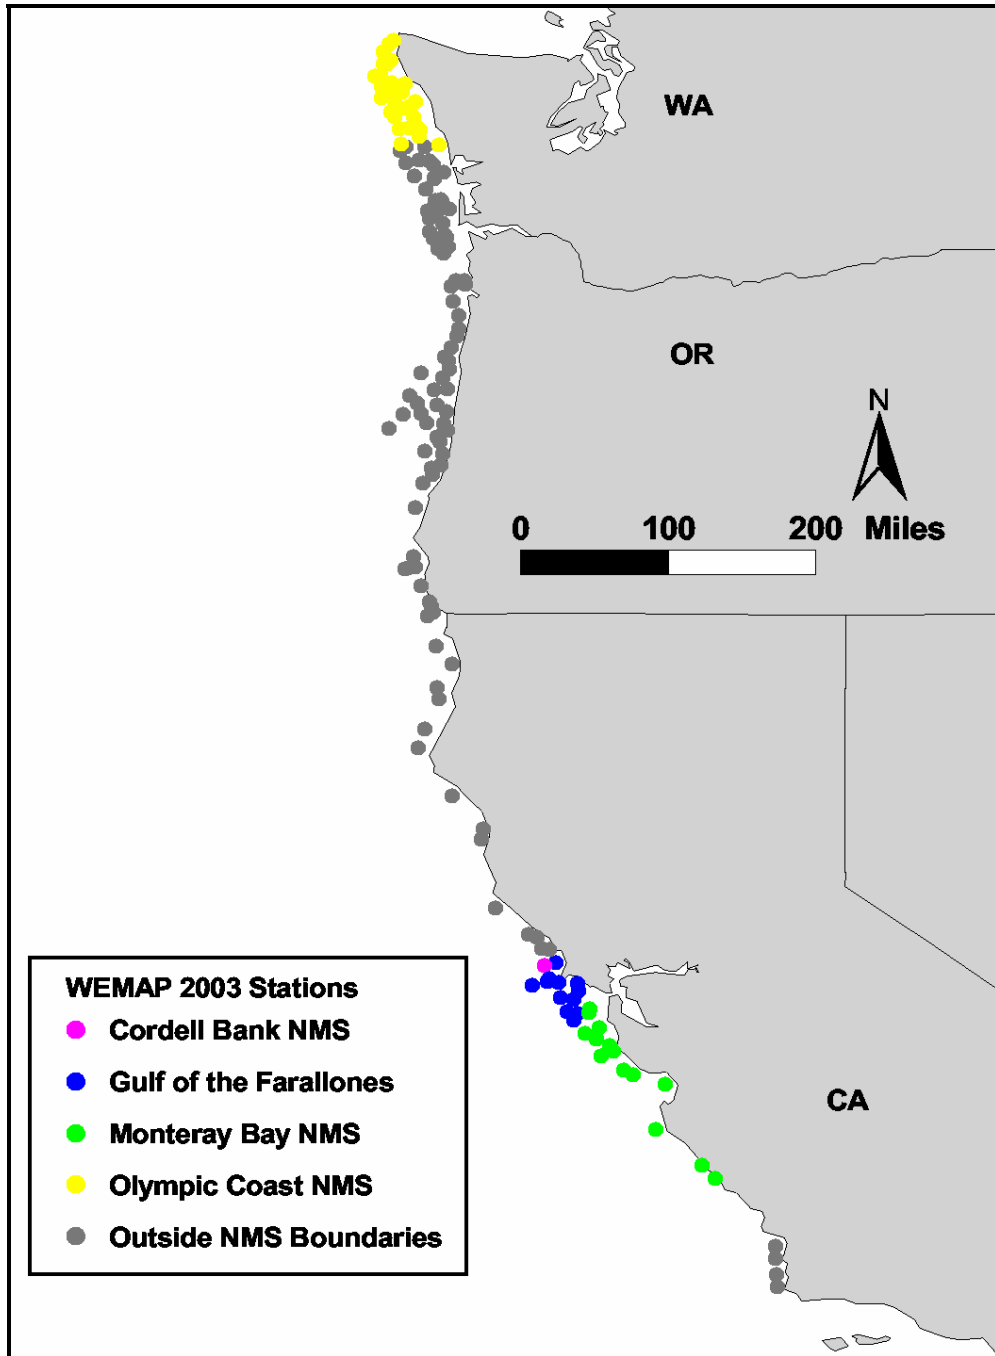 WA
OR
N
0 100 200 Miles
WEMAP 2003 Stations
Cordell Bank NMS
Gulf of the Farallones
Monteray Bay NMS
Olympic Coast NMS
Outside NMS Boundaries
CA